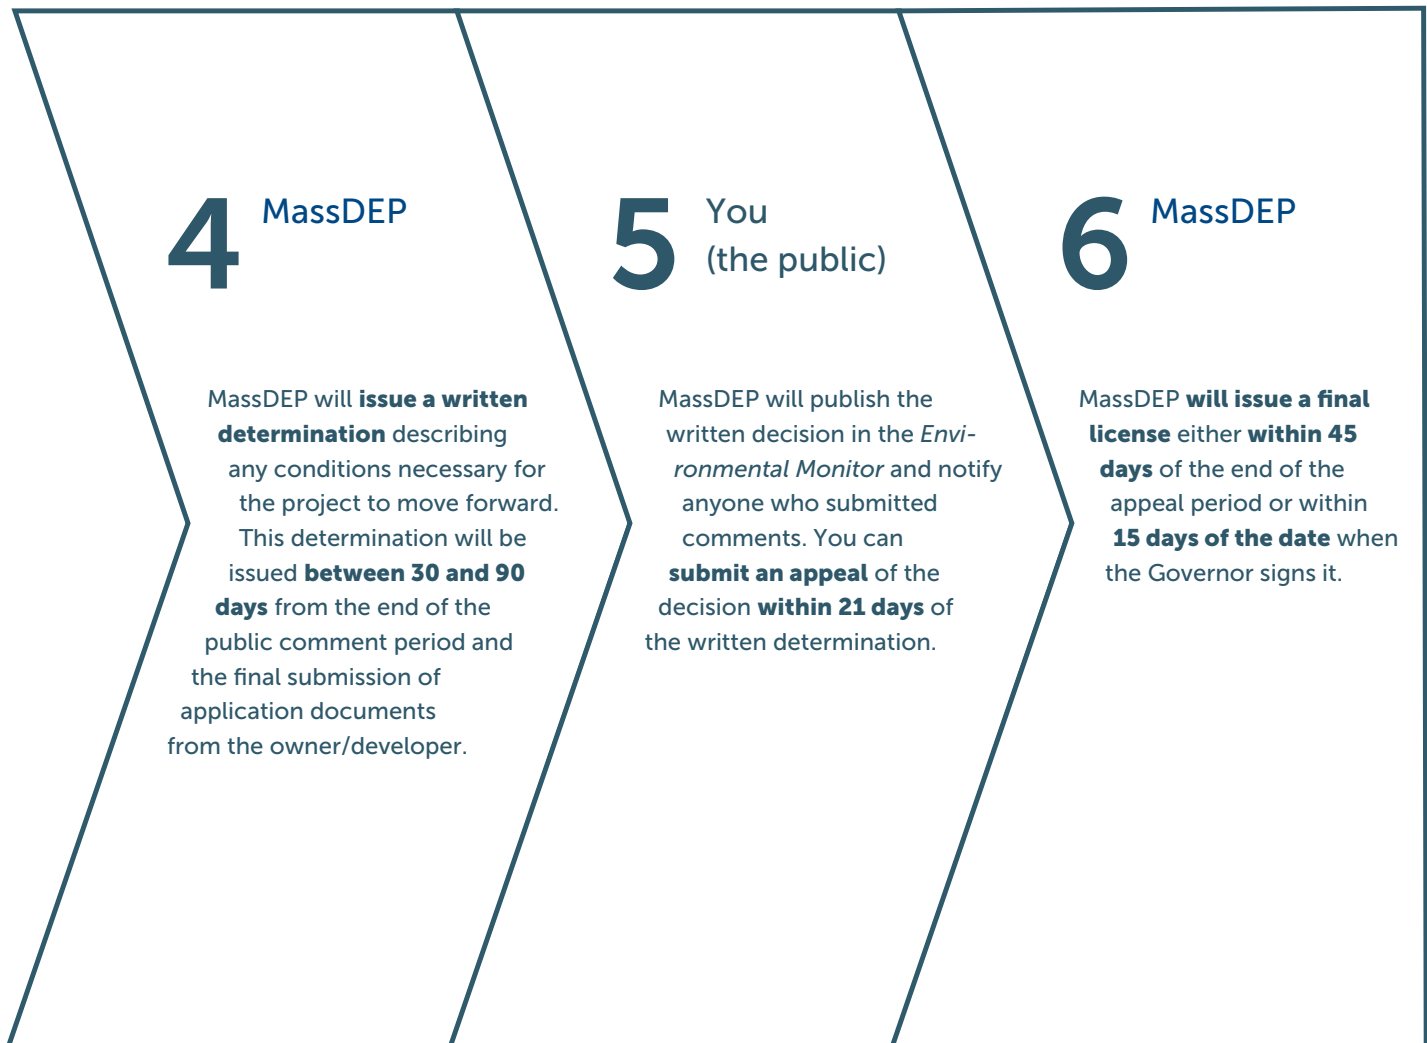 4 MassDEP
MassDEP will issue a written
determination describing
any conditions necessary for
the project to move forward.
This determination will be
issued between 30 and 90
days from the end of the
public comment period and
the final submission of
application documents
from the owner/developer.
5 You
(the public)
MassDEP will publish the
written decision in the Envi-
ronmental Monitor and notify
anyone who submitted
comments. You can
submit an appeal of the
decision within 21 days of
the written determination.
6 MassDEP
MassDEP will issue a final
license either within 45
days of the end of the
appeal period or within
15 days of the date when
the Governor signs it.